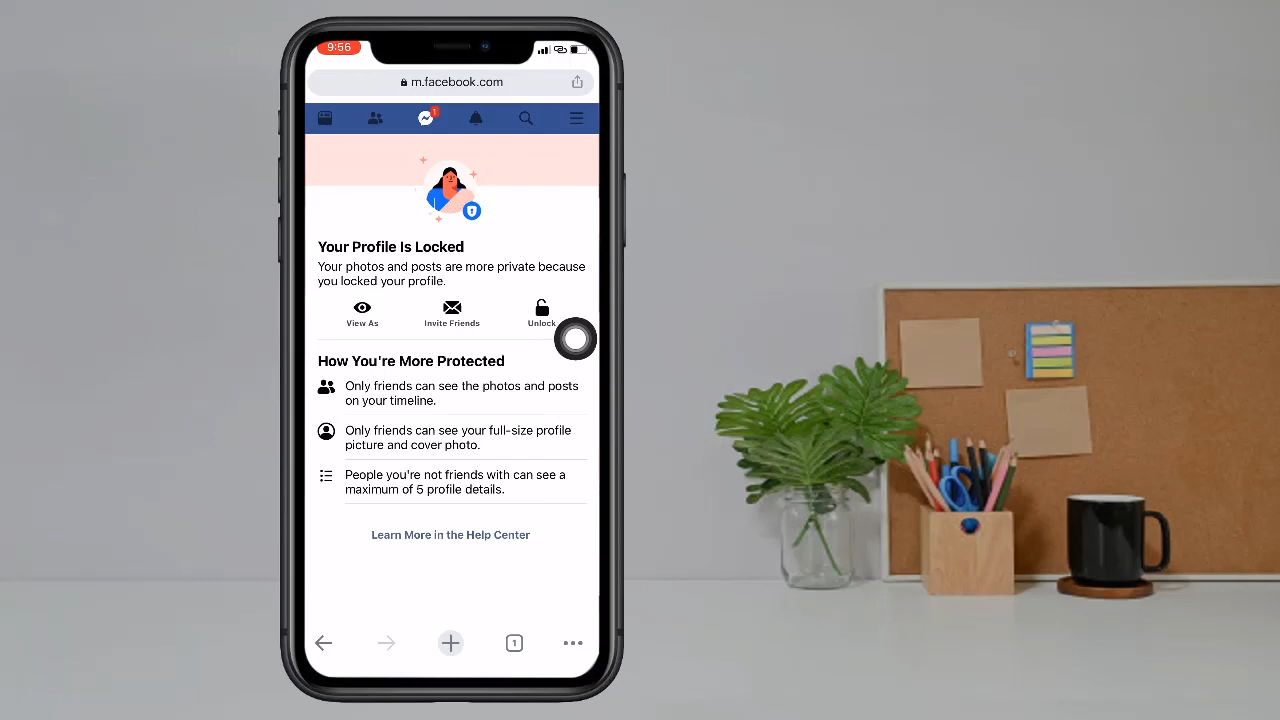 9:56
m.facebook.com
1
Your Profile Is Locked
Your photos and posts are more private because
you locked your profile.
View As
Invite Friends
Unlock
How You're More Protected
Only friends can see the photos and posts
on your timeline.
Only friends can see your full-size profile
picture and cover photo.
People you're not friends with can see a
maximum of 5 profile details.
Learn More in the Help Center
1